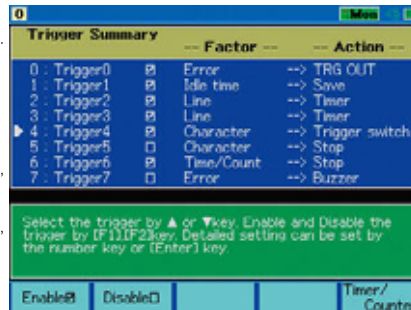 0 Mon
Trigger Summary
-- Factor -- -- Action --
0 : Trigger0 ☑ Error --> TRG OUT
1 : Trigger1 ☑ Idle time --> Save
2 : Trigger2 ☑ Line --> Timer
3 : Trigger3 ☑ Line --> Timer
4 : Trigger4 ☑ Character --> Trigger switch
5 : Trigger5 ☐ Character --> Stop
6 : Trigger6 ☑ Time/Count --> Stop
7 : Trigger7 ☐ Error --> Buzzer
Select the trigger by ▲ or ▼key. Enable and Disable the
trigger by [F1][F2]key. Detailed setting can be set by
the number key or [Enter] key.
Enable☑ Disable☐ Timer/
Counte